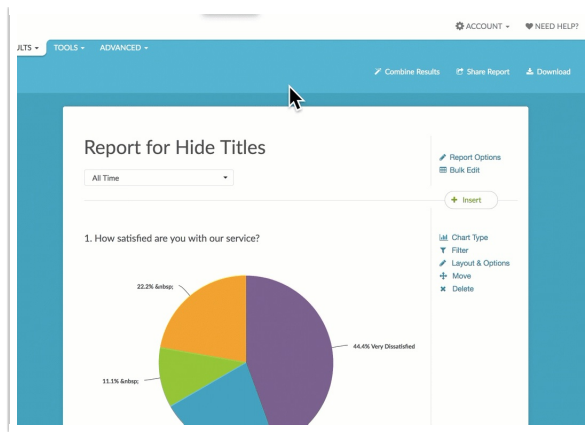 ACCOUNT
NEED HELP?
TOOLS
ADVANCED
Combine Results
Share Report
Download
Report for Hide Titles
All Time
Report Options
Bulk Edit
+ Insert
1. How satisfied are you with our service?
Chart Type
Filter
Layout & Options
Move
Delete
22.2% &nbsp;
44.4% Very Dissatisfied
11.1% &nbsp;